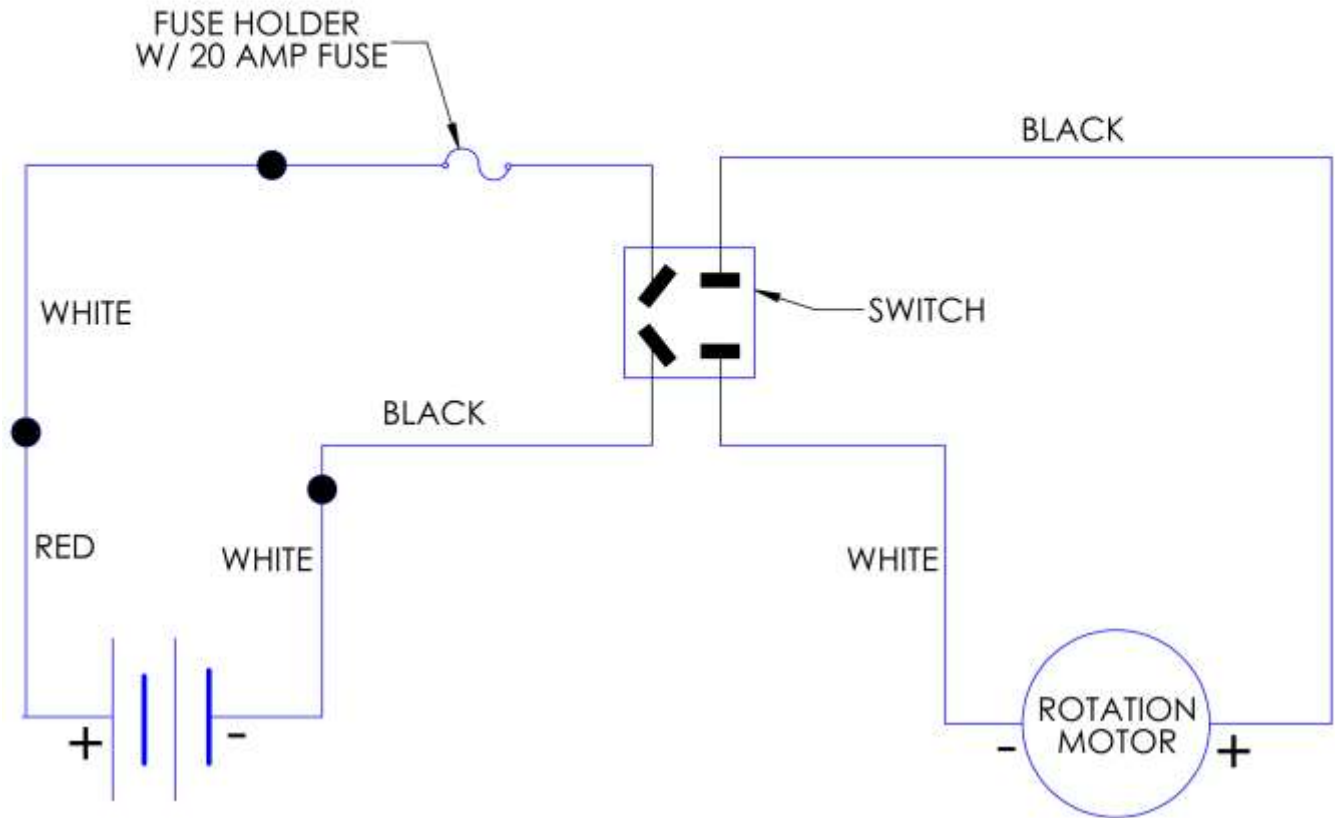 FUSE HOLDER
W/ 20 AMP FUSE
BLACK
WHITE
SWITCH
BLACK
RED
WHITE
WHITE
+
-
-
ROTATION
MOTOR
+